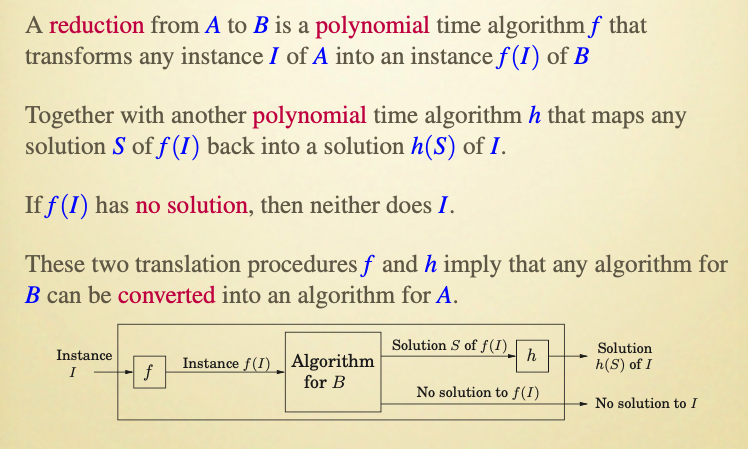 A reduction from A to B is a polynomial time algorithm f that
transforms any instance I of A into an instance f(I) of B
Together with another polynomial time algorithm h that maps any
solution S of f(I) back into a solution h(S) of I.
If f(I) has no solution, then neither does I.
These two translation procedures f and h imply that any algorithm for
B can be converted into an algorithm for A.
Instance
I
f
Instance f(I)
Algorithm
for B
Solution S of f(I)
h
Solution
h(S) of I
No solution to f(I)
No solution to I